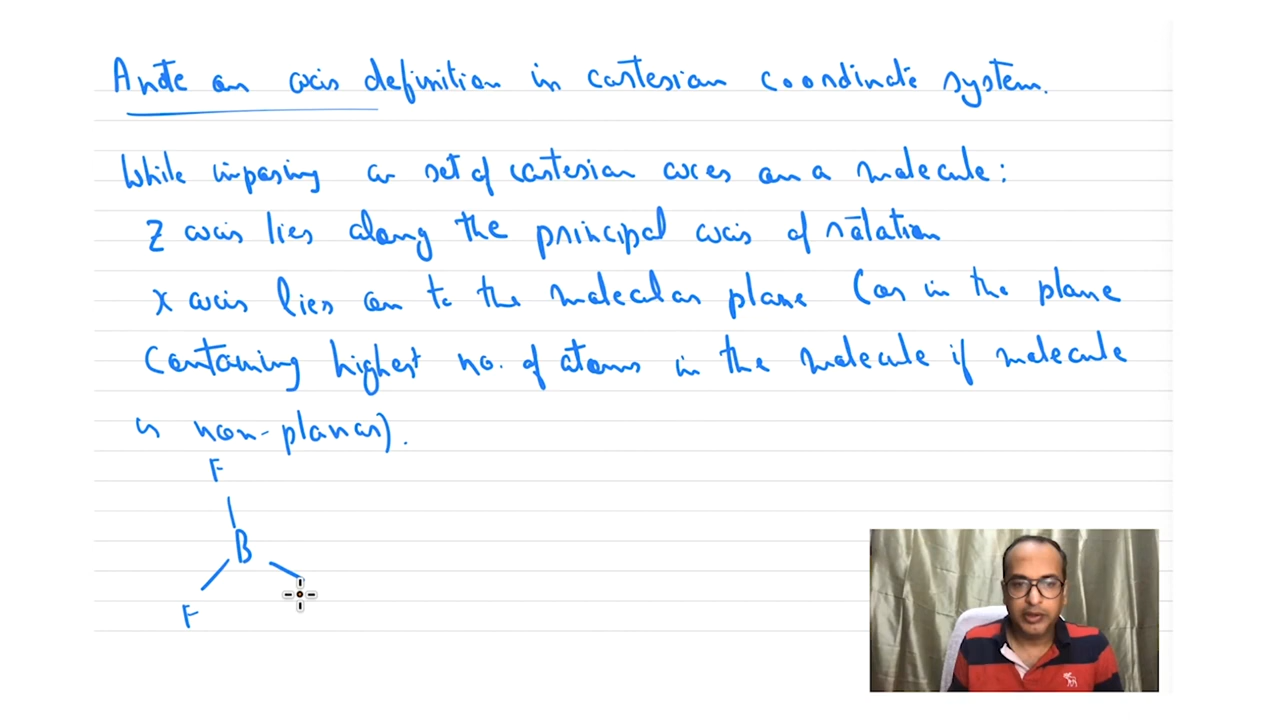 A note on axis definition in cartesian coordinate system.
While imposing a set of cartesian axes on a molecule:
Z axis lies along the principal axis of rotation
x axis lies on to the molecular plane (or in the plane
containing highest no. of atoms in the molecule if molecule
is non-planar).
F
B
F